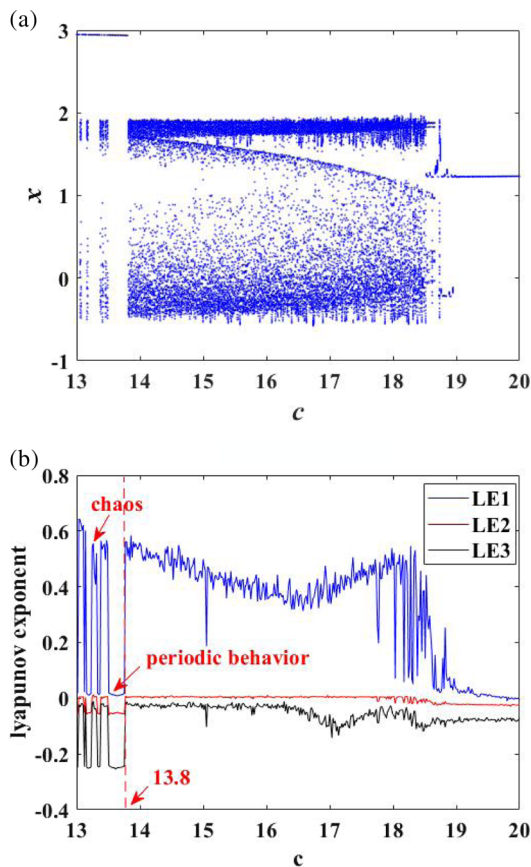 (a)
3
2
1
0
-1
x
13 14 15 16 17 18 19 20
c
(b)
0.8
0.6
0.4
0.2
0
-0.2
-0.4
lyapunov exponent
LE1
LE2
LE3
chaos
periodic behavior
13.8
13 14 15 16 17 18 19 20
c